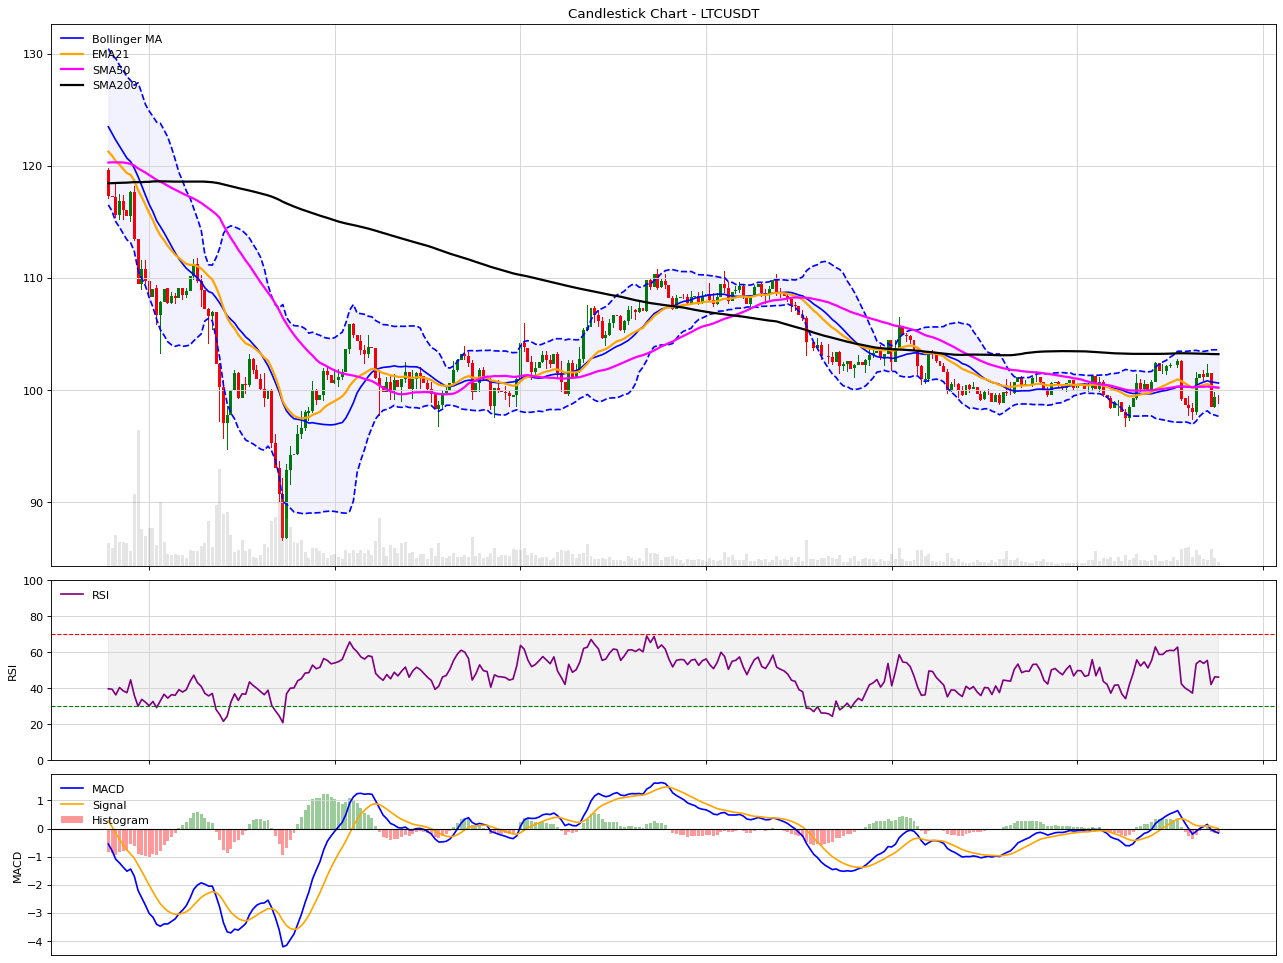 Candlestick Chart - LTCUSDT
Bollinger MA
EMA21
SMA50
SMA200
130
120
110
100
90
RSI
100
80
60
40
20
0
RSI
MACD
Signal
Histogram
1
0
−1
−2
−3
−4
MACD